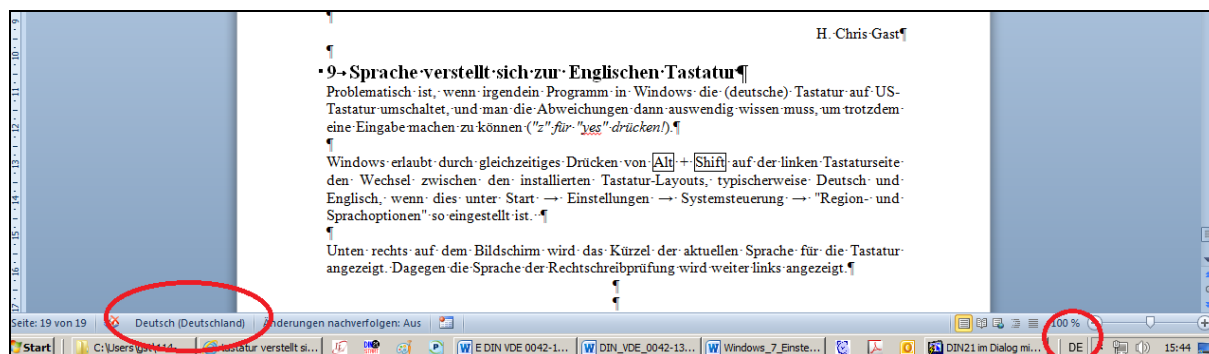 H. Chris Gast¶
¶
9→Sprache verstellt sich zur Englischen Tastatur¶
Problematisch ist, wenn irgendein Programm in Windows die (deutsche) Tastatur auf US-
Tastatur umschaltet, und man die Abweichungen dann auswendig wissen muss, um trotzdem
eine Eingabe machen zu können ("z" für "yes" drücken!).¶
¶
Windows erlaubt durch gleichzeitiges Drücken von Alt + Shift auf der linken Tastaturseite
den Wechsel zwischen den installierten Tastatur-Layouts, typischerweise Deutsch und
Englisch, wenn dies unter Start → Einstellungen → Systemsteuerung → "Region- und
Sprachoptionen" so eingestellt ist. ¶
¶
Unten rechts auf dem Bildschirm wird das Kürzel der aktuellen Sprache für die Tastatur
angezeigt. Dagegen die Sprache der Rechtschreibprüfung wird weiter links angezeigt.¶
¶
¶
Seite: 19 von 19 Deutsch (Deutschland) Änderungen nachverfolgen: Aus 100 %
Start C:\Users\gst\ tastatur verstellt si... E DIN VDE 0042-1... DIN_VDE_0042-13... Windows_7_Einste... DIN21 im Dialog mi... DE 15:44